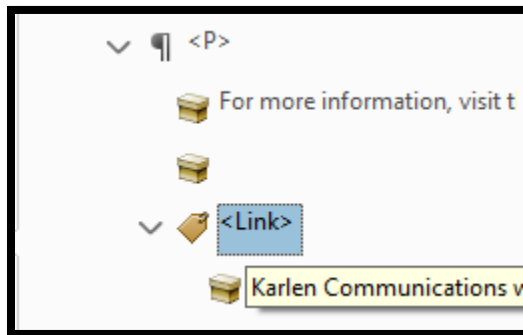 <P>
For more information, visit t
<Link>
Karlen Communications w